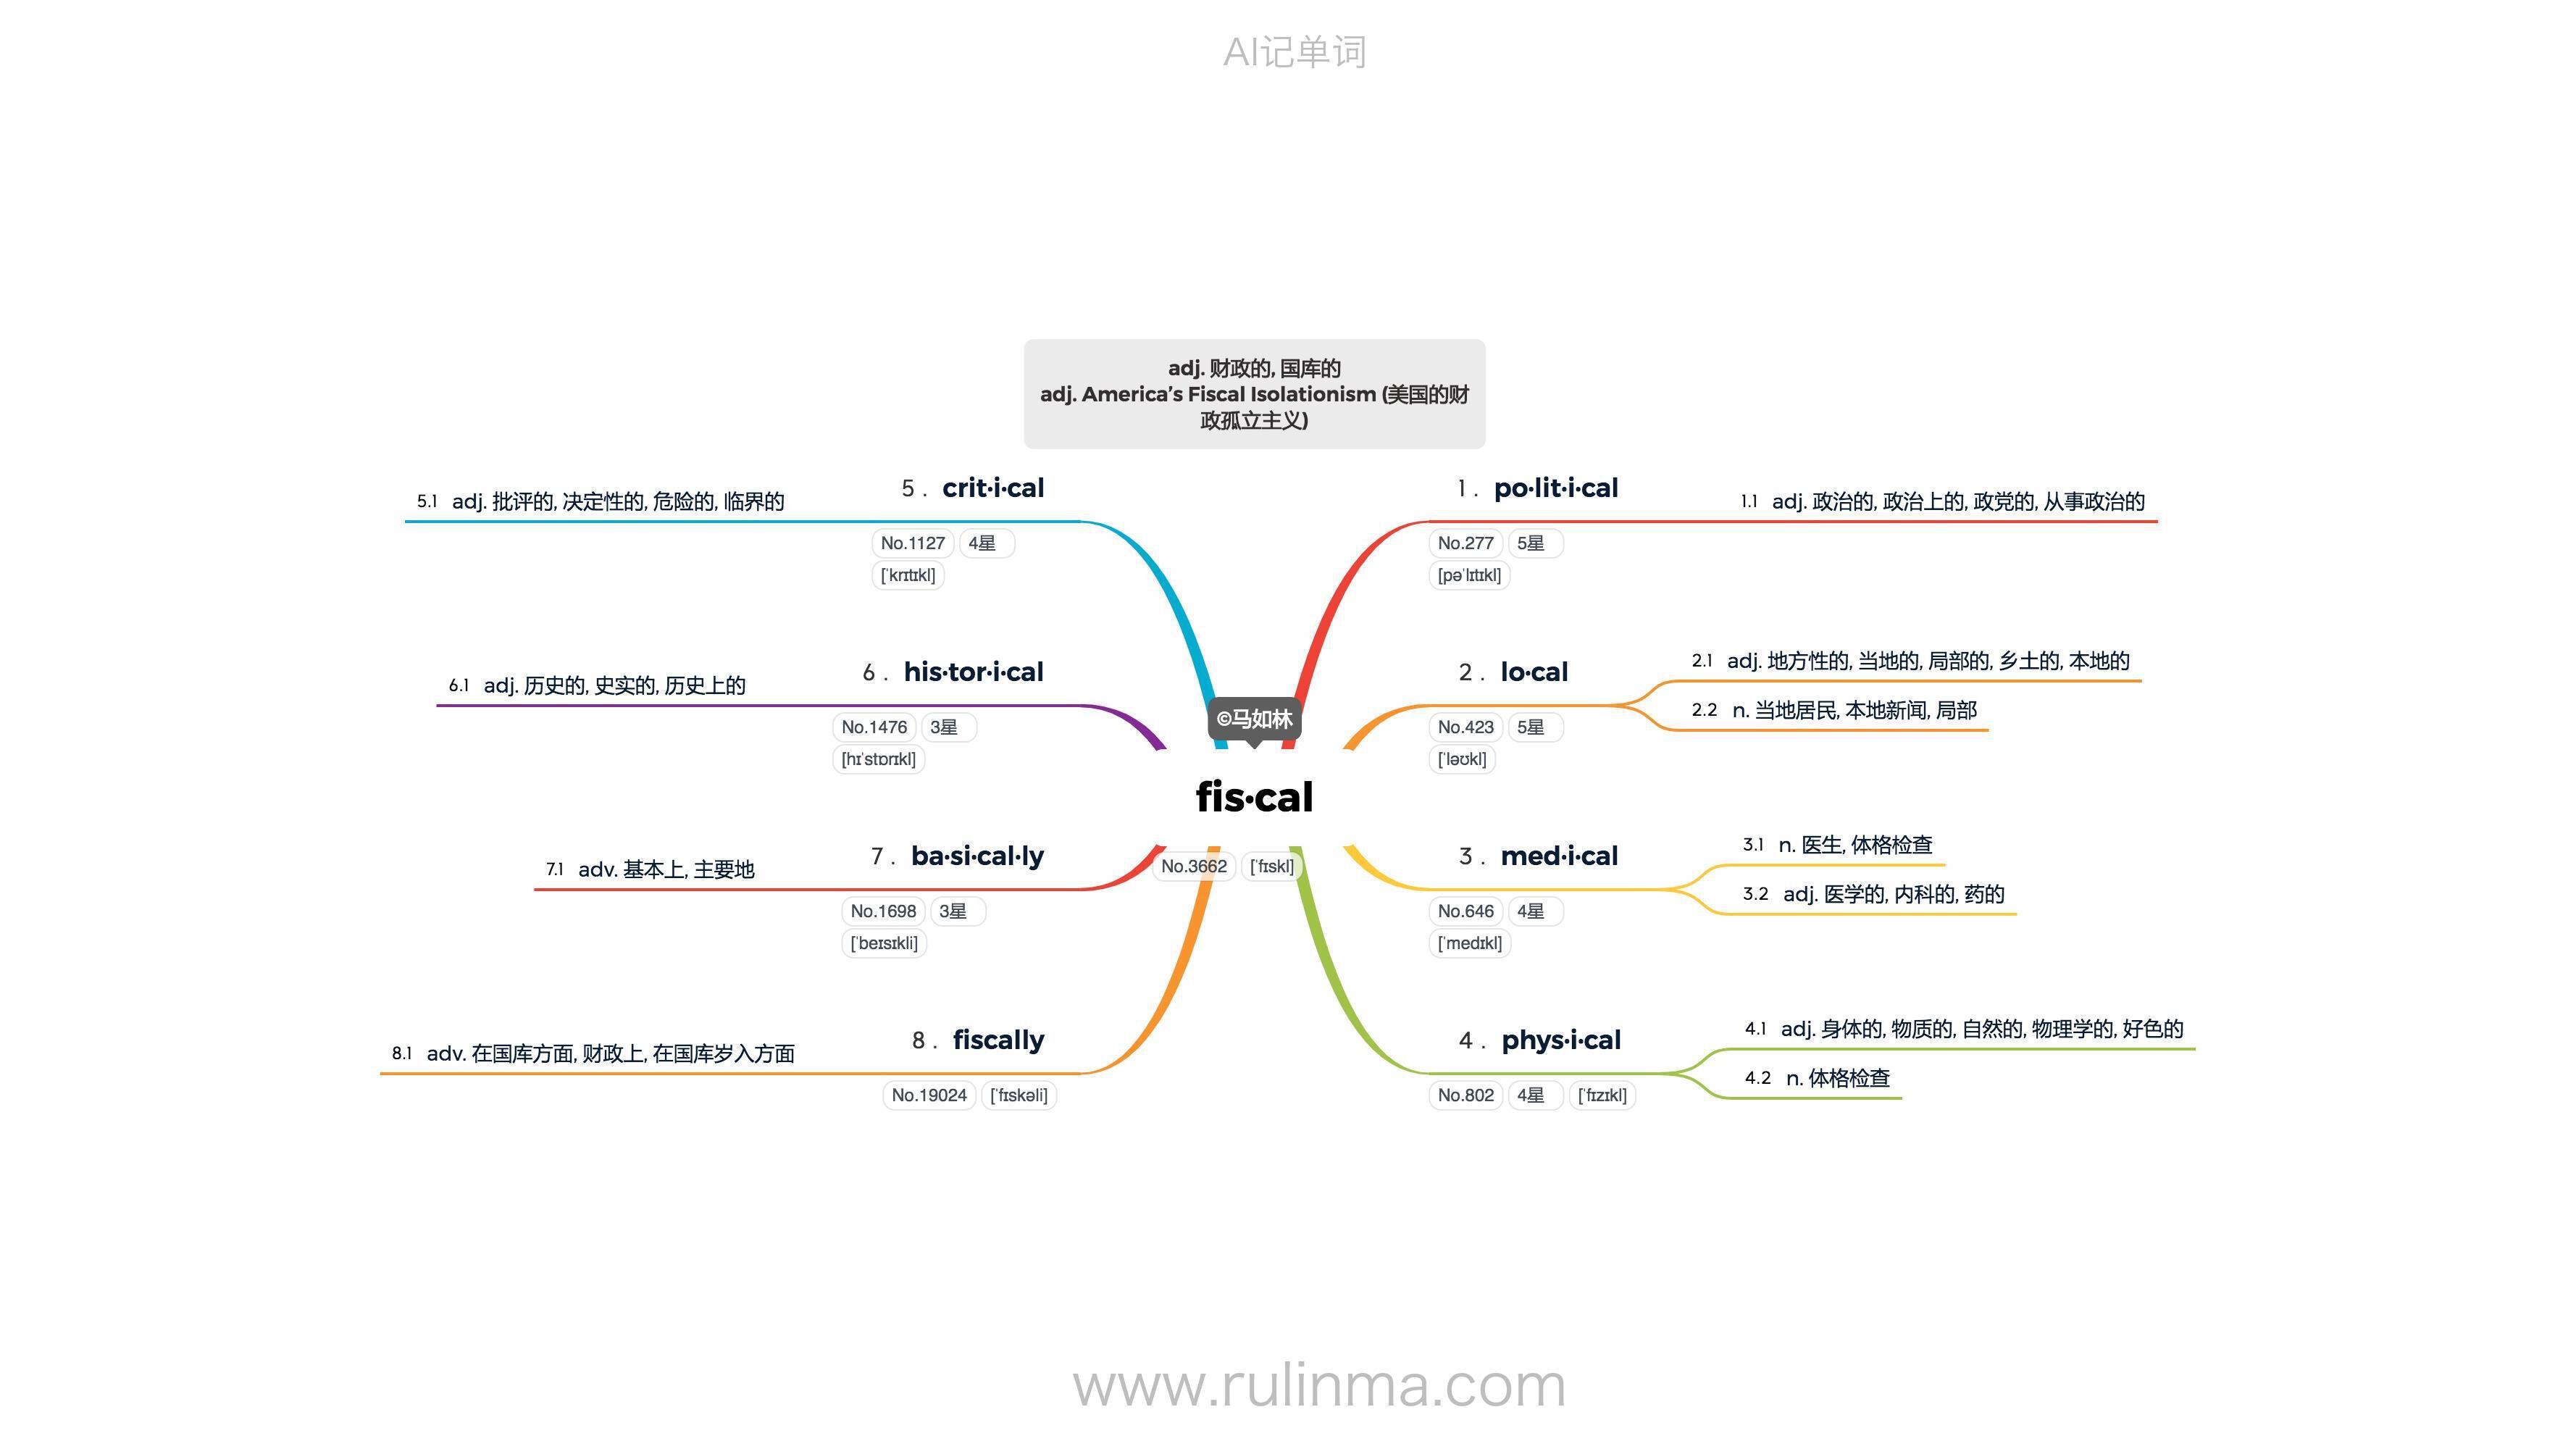 AI记单词
adj. 财政的, 国库的
adj. America’s Fiscal Isolationism (美国的财
政孤立主义)
©马如林
fis·cal
No.3662 [ˈfɪskl]
1 . po·lit·i·cal
No.277 5星
[pəˈlɪtɪkl]
1.1 adj. 政治的, 政治上的, 政党的, 从事政治的
2 . lo·cal
No.423 5星
[ˈləʊkl]
2.1 adj. 地方性的, 当地的, 局部的, 乡土的, 本地的
2.2 n. 当地居民, 本地新闻, 局部
3 . med·i·cal
No.646 4星
[ˈmedɪkl]
3.1 n. 医生, 体格检查
3.2 adj. 医学的, 内科的, 药的
4 . phys·i·cal
No.802 4星 [ˈfɪzɪkl]
4.1 adj. 身体的, 物质的, 自然的, 物理学的, 好色的
4.2 n. 体格检查
5 . crit·i·cal
No.1127 4星
[ˈkrɪtɪkl]
5.1 adj. 批评的, 决定性的, 危险的, 临界的
6 . his·tor·i·cal
No.1476 3星
[hɪˈstɒrɪkl]
6.1 adj. 历史的, 史实的, 历史上的
7 . ba·si·cal·ly
No.1698 3星
[ˈbeɪsɪkli]
7.1 adv. 基本上, 主要地
8 . fiscally
No.19024 [ˈfɪskəli]
8.1 adv. 在国库方面, 财政上, 在国库岁入方面
www.rulinma.com